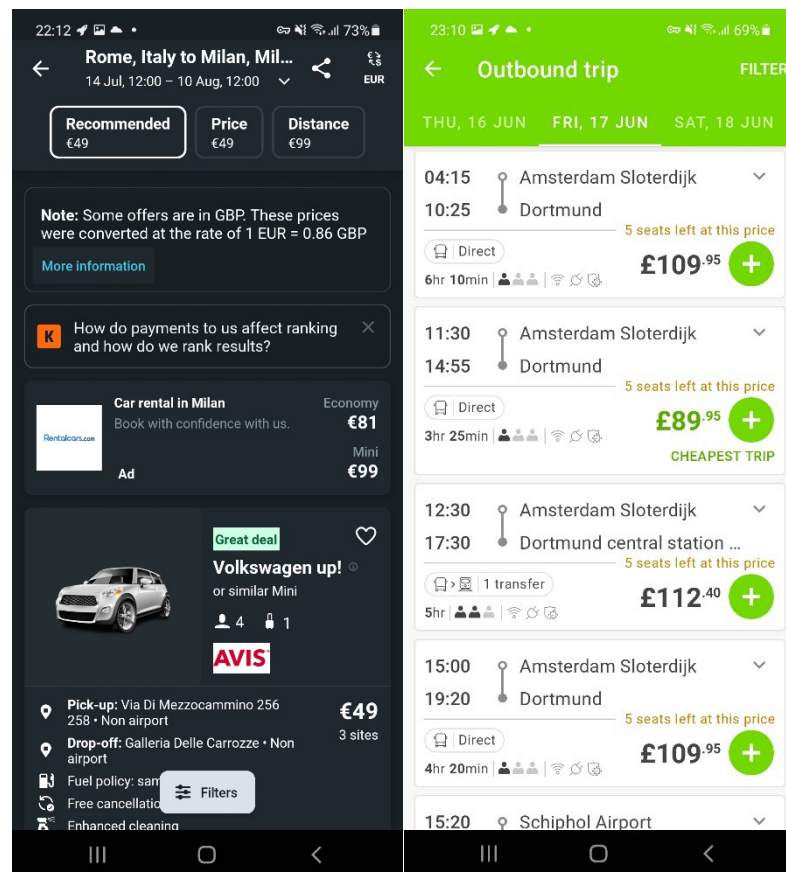 22:12
73%
Rome, Italy to Milan, Mil...
14 Jul, 12:00 – 10 Aug, 12:00
EUR
Recommended
€49
Price
€49
Distance
€99
Note: Some offers are in GBP. These prices
were converted at the rate of 1 EUR = 0.86 GBP
More information
K
How do payments to us affect ranking
and how do we rank results?
Rentalcars.com
Car rental in Milan
Book with confidence with us.
Ad
Economy
€81
Mini
€99
Great deal
Volkswagen up!
or similar Mini
4 1
AVIS
Pick-up: Via Di Mezzocammino 256
258 • Non airport
Drop-off: Galleria Delle Carrozze • Non
airport
€49
3 sites
Fuel policy: sam
Free cancellatio
Enhanced cleaning
Filters
23:10
69%
Outbound trip
FILTER
THU, 16 JUN FRI, 17 JUN SAT, 18 JUN
04:15 Amsterdam Sloterdijk
10:25 Dortmund
5 seats left at this price
Direct
£109.95
6hr 10min
11:30 Amsterdam Sloterdijk
14:55 Dortmund
5 seats left at this price
Direct
£89.95
3hr 25min
CHEAPEST TRIP
12:30 Amsterdam Sloterdijk
17:30 Dortmund central station ...
5 seats left at this price
1 transfer
£112.40
5hr
15:00 Amsterdam Sloterdijk
19:20 Dortmund
5 seats left at this price
Direct
£109.95
4hr 20min
15:20 Schiphol Airport